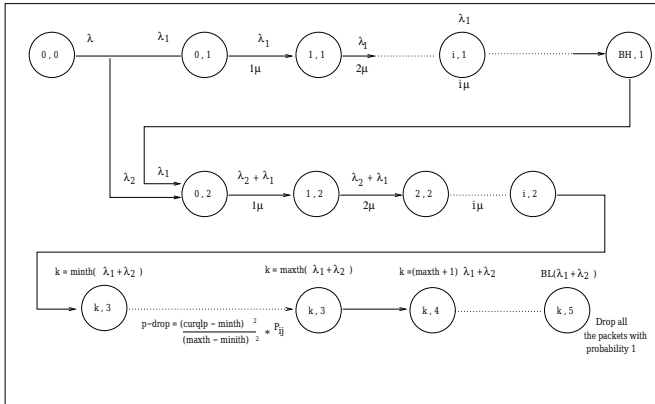 λ λ1 λ1 λ1 λ1
0,0 0,1 1,1 i,1 BH,1
1μ 2μ iμ
λ2 λ1 λ2 + λ1 λ2 + λ1
0,2 1,2 2,2 i,2
1μ 2μ iμ
k = minth( λ1+λ2) k = maxth( λ1+λ2) k =(maxth+1) λ1+λ2 BL(λ1+λ2)
k,3 k,3 k,4 k,5
p-drop = (curqlp - minth) 2 * Pij
(maxth - minith) 2
Drop all
the packets with
probability 1